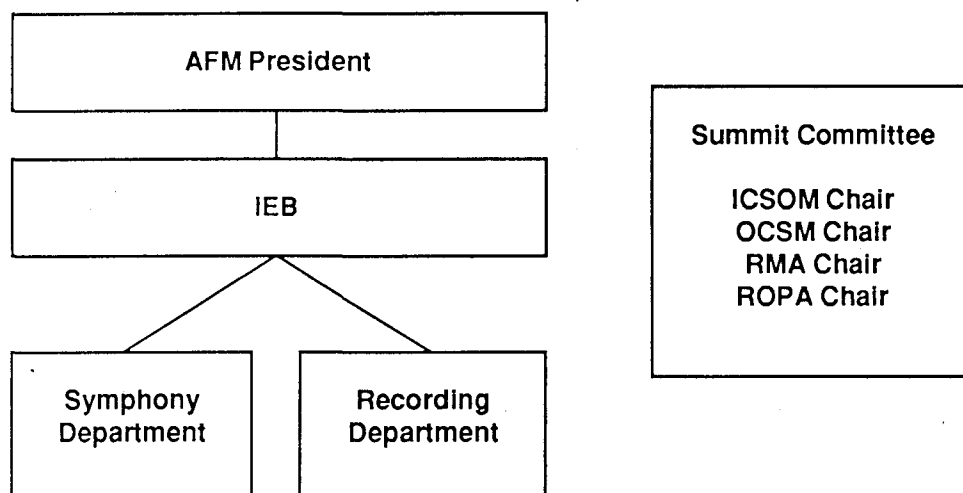 AFM President
IEB
Symphony
Department
Recording
Department
Summit Committee
ICSOM Chair
OCSM Chair
RMA Chair
ROPA Chair